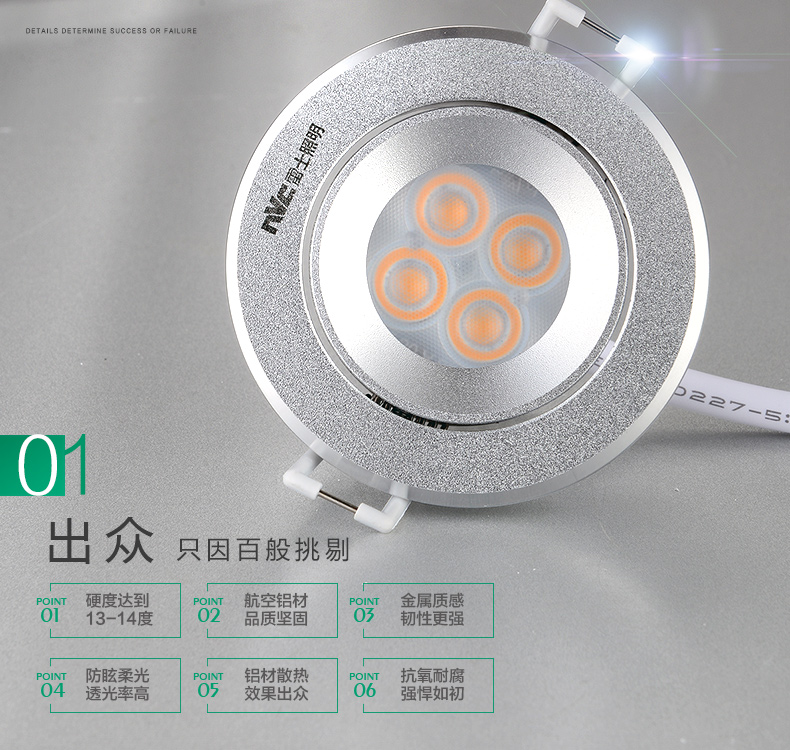 DETAILS DETERMINE SUCCESS OR FAILURE
NVC雷士照明
0227-5:
01
出众 只因百般挑剔
POINT 01 硬度达到
13-14度
POINT 02 航空铝材
品质坚固
POINT 03 金属质感
韧性更强
POINT 04 防眩柔光
透光率高
POINT 05 铝材散热
效果出众
POINT 06 抗氧耐腐
强悍如初